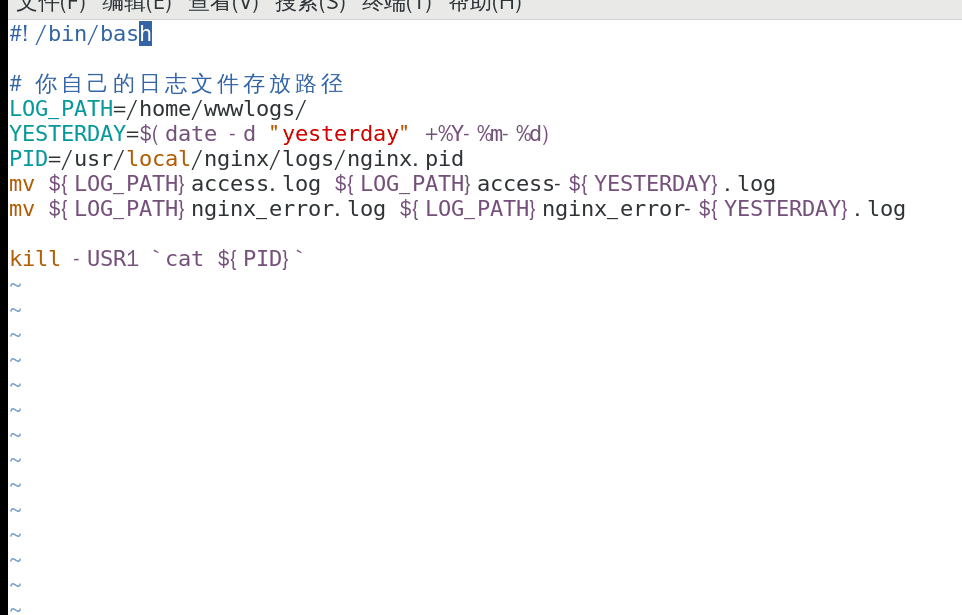 文件(F) 编辑(E) 查看(V) 搜索(S) 终端(T) 帮助(H)
#!/bin/bash
# 你自己的日志文件存放路径
LOG_PATH=/home/wwwlogs/
YESTERDAY=$(date -d "yesterday" +%Y-%m-%d)
PID=/usr/local/nginx/logs/nginx.pid
mv ${LOG_PATH}access.log ${LOG_PATH}access-${YESTERDAY}.log
mv ${LOG_PATH}nginx_error.log ${LOG_PATH}nginx_error-${YESTERDAY}.log
kill -USR1 `cat ${PID}`
~
~
~
~
~
~
~
~
~
~
~
~
~
~